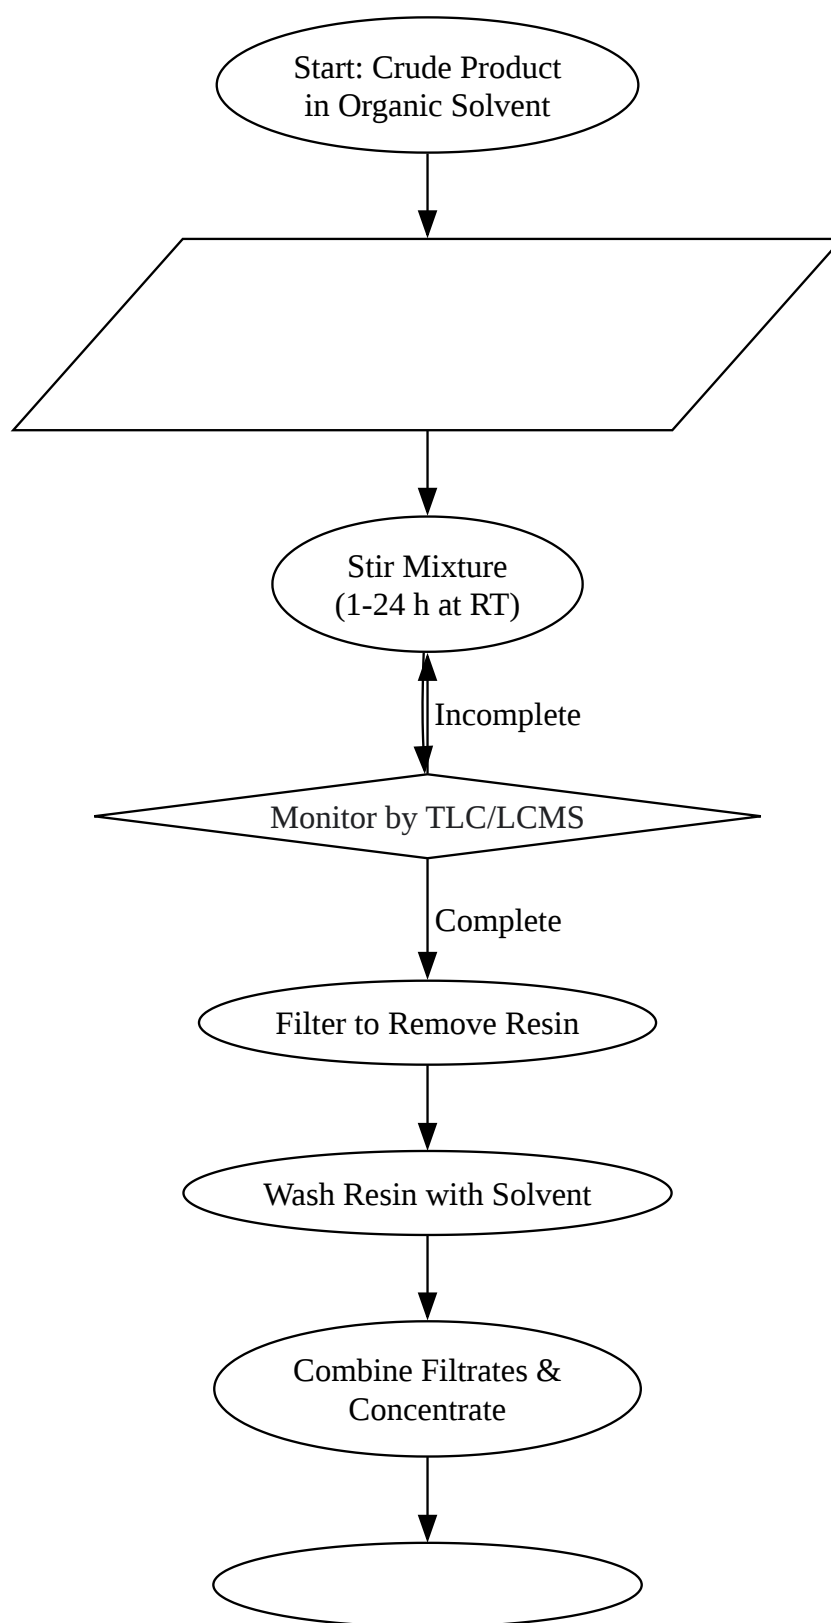 Start: Crude Product
in Organic Solvent
Stir Mixture
(1-24 h at RT)
Incomplete
Monitor by TLC/LCMS
Complete
Filter to Remove Resin
Wash Resin with Solvent
Combine Filtrates &
Concentrate